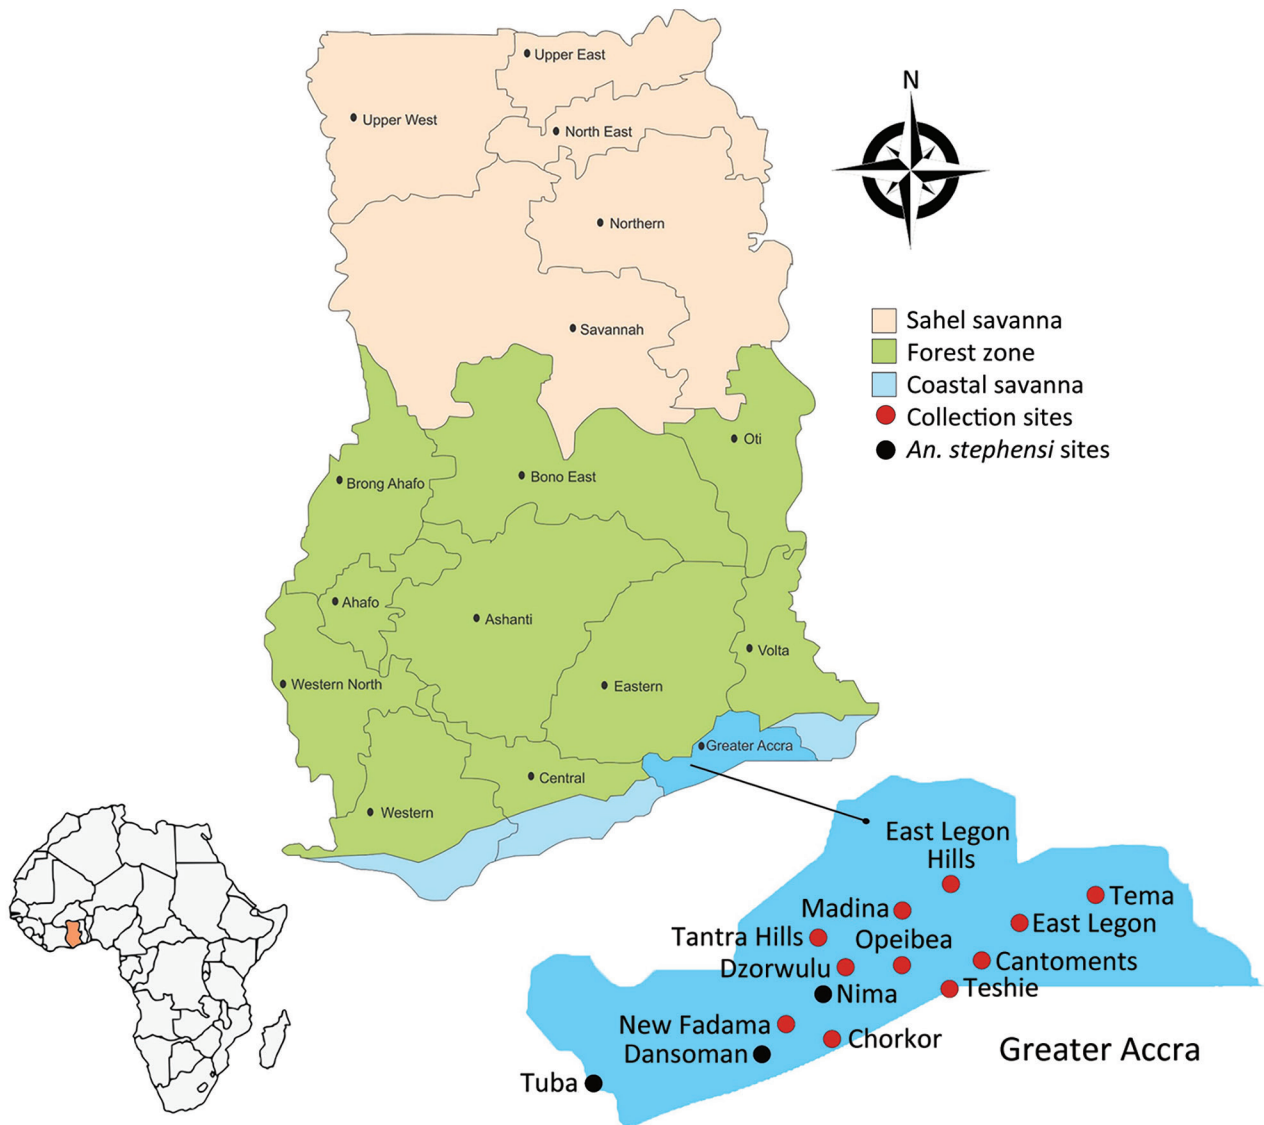 N
Upper East
Upper West
North East
Northern
Savannah
Sahel savanna
Forest zone
Coastal savanna
Collection sites
An. stephensi sites
Oti
Bono East
Brong Ahafo
Ahafo
Ashanti
Volta
Western North
Eastern
Greater Accra
Central
Western
East Legon
Hills
Tema
Madina
East Legon
Tantra Hills
Opeibea
Dzorwulu
Cantoments
Teshie
Nima
New Fadama
Chorkor
Dansoman
Greater Accra
Tuba